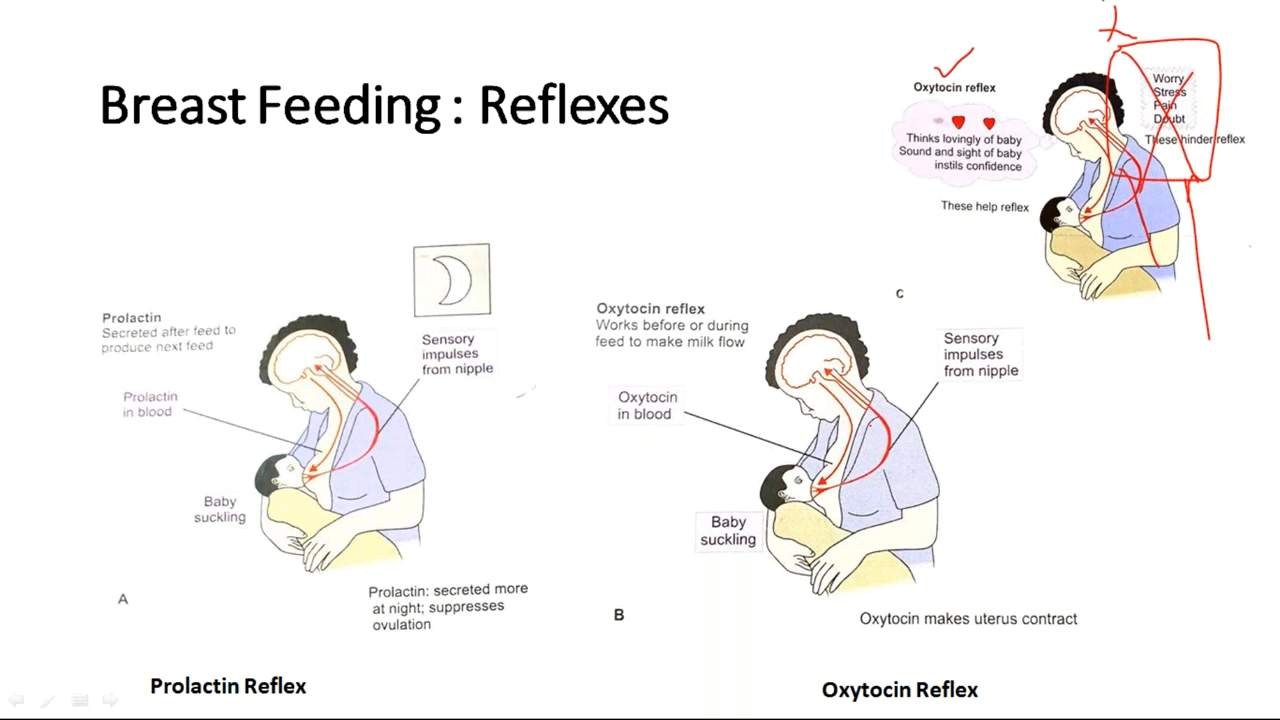 Breast Feeding : Reflexes
Oxytocin reflex
Thinks lovingly of baby
Sound and sight of baby
instils confidence
These help reflex
Worry
Stress
Pain
Doubt
These hinder reflex
C
Prolactin
Secreted after feed to
produce next feed
Sensory
impulses
from nipple
Prolactin
in blood
Baby
suckling
Prolactin: secreted more
at night; suppresses
ovulation
A
Prolactin Reflex
Oxytocin reflex
Works before or during
feed to make milk flow
Sensory
impulses
from nipple
Oxytocin
in blood
Baby
suckling
Oxytocin makes uterus contract
B
Oxytocin Reflex